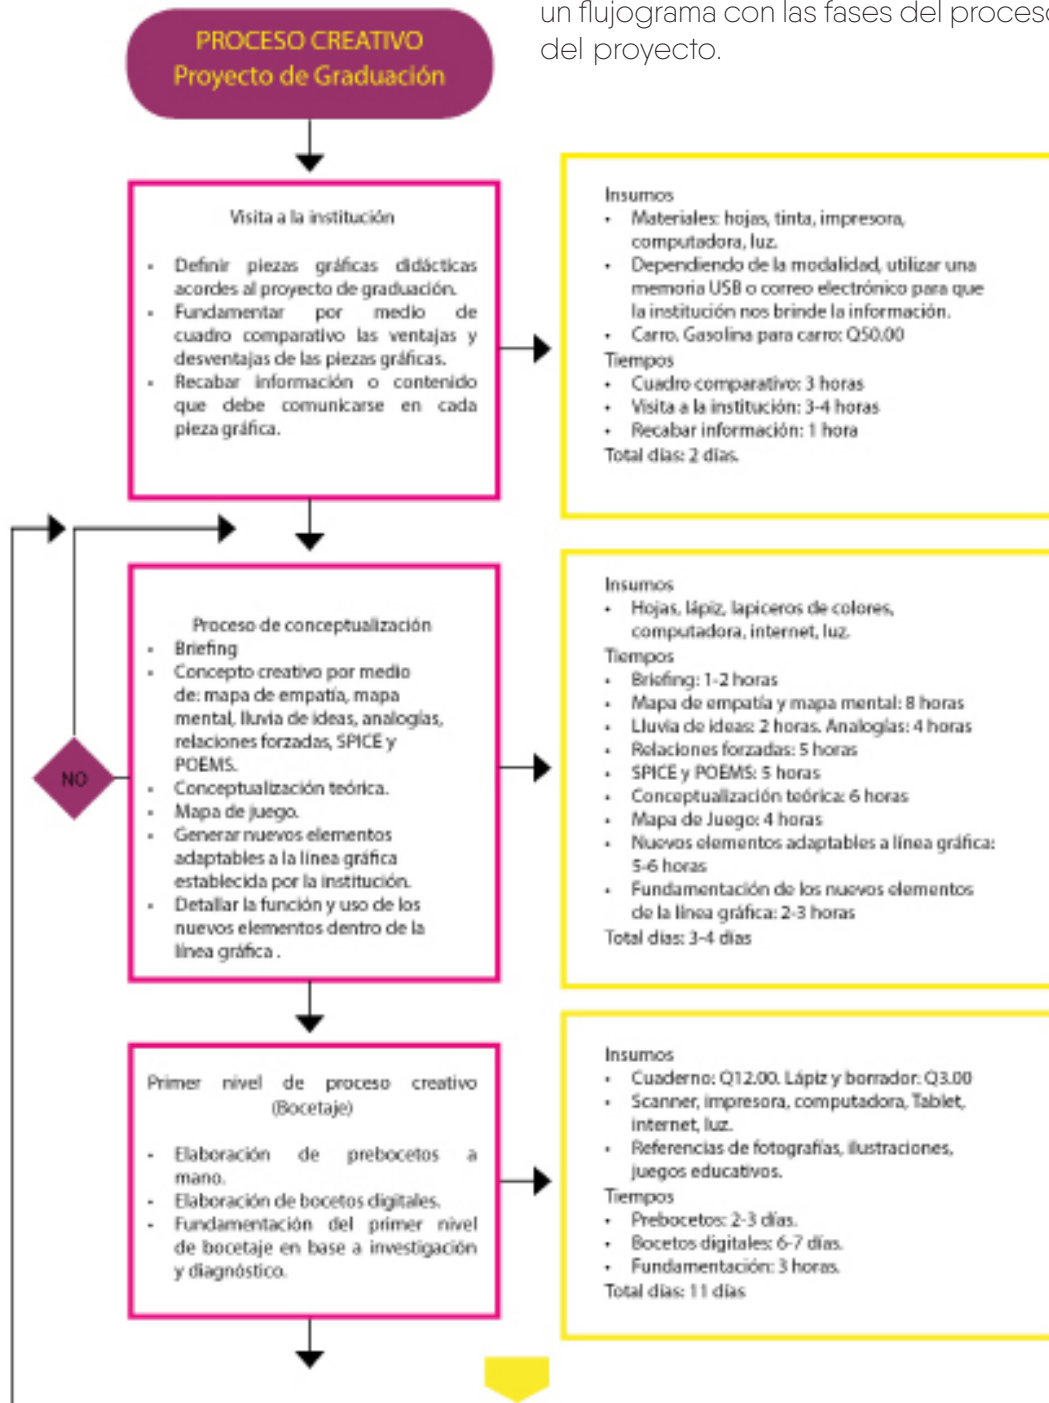 un flujograma con las fases del proceso
del proyecto.
PROCESO CREATIVO
Proyecto de Graduación
Visita a la institución
• Definir piezas gráficas didácticas
acordes al proyecto de graduación.
• Fundamentar por medio de
cuadro comparativo las ventajas y
desventajas de las piezas gráficas.
• Recabar información o contenido
que debe comunicarse en cada
pieza gráfica.
Insumos
• Materiales: hojas, tinta, impresora,
computadora, luz.
• Dependiendo de la modalidad, utilizar una
memoria USB o correo electrónico para que
la institución nos brinde la información.
• Carro. Gasolina para carro: Q50.00
Tiempos
• Cuadro comparativo: 3 horas
• Visita a la institución: 3-4 horas
• Recabar información: 1 hora
Total días: 2 días.
Proceso de conceptualización
• Briefing
• Concepto creativo por medio
de: mapa de empatía, mapa
mental, lluvia de ideas, analogías,
relaciones forzadas, SPICE y
POEMS.
• Conceptualización teórica.
• Mapa de juego.
• Generar nuevos elementos
adaptables a la línea gráfica
establecida por la institución.
• Detallar la función y uso de los
nuevos elementos dentro de la
línea gráfica .
NO
Insumos
• Hojas, lápiz, lapiceros de colores,
computadora, internet, luz.
Tiempos
• Briefing: 1-2 horas
• Mapa de empatía y mapa mental: 8 horas
• Lluvia de ideas: 2 horas. Analogías: 4 horas
• Relaciones forzadas: 5 horas
• SPICE y POEMS: 5 horas
• Conceptualización teórica: 6 horas
• Mapa de Juego: 4 horas
• Nuevos elementos adaptables a línea gráfica:
5-6 horas
• Fundamentación de los nuevos elementos
de la línea gráfica: 2-3 horas
Total días: 3-4 días
Primer nivel de proceso creativo
(Bocetaje)
• Elaboración de prebocetos a
mano.
• Elaboración de bocetos digitales.
• Fundamentación del primer nivel
de bocetaje en base a investigación
y diagnóstico.
Insumos
• Cuaderno: Q12.00. Lápiz y borrador: Q3.00
• Scanner, impresora, computadora, Tablet,
internet, luz.
• Referencias de fotografías, ilustraciones,
juegos educativos.
Tiempos
• Prebocetos: 2-3 días.
• Bocetos digitales: 6-7 días.
• Fundamentación: 3 horas.
Total días: 11 días